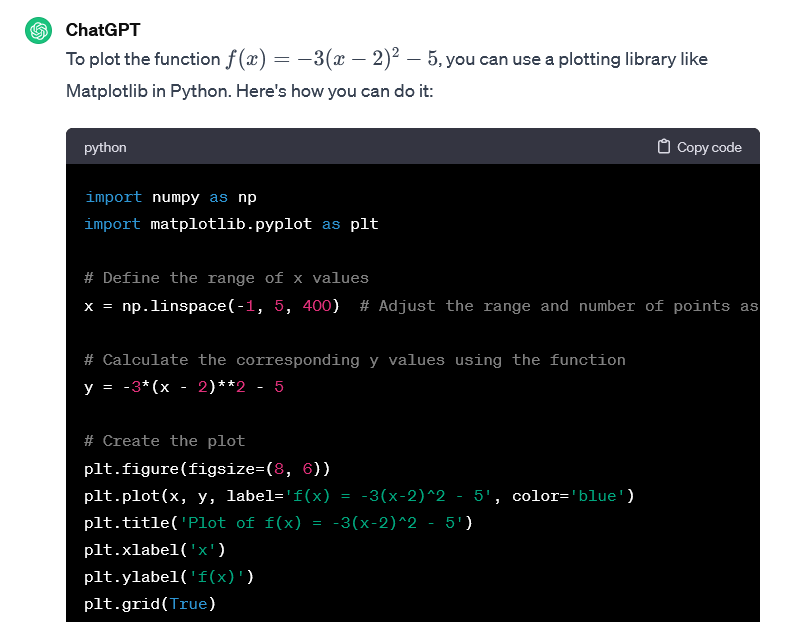 ChatGPT
To plot the function f(x) = −3(x − 2)² − 5, you can use a plotting library like
Matplotlib in Python. Here's how you can do it:
python Copy code
import numpy as np
import matplotlib.pyplot as plt
# Define the range of x values
x = np.linspace(-1, 5, 400)  # Adjust the range and number of points as
# Calculate the corresponding y values using the function
y = -3*(x - 2)**2 - 5
# Create the plot
plt.figure(figsize=(8, 6))
plt.plot(x, y, label='f(x) = -3(x-2)^2 - 5', color='blue')
plt.title('Plot of f(x) = -3(x-2)^2 - 5')
plt.xlabel('x')
plt.ylabel('f(x)')
plt.grid(True)